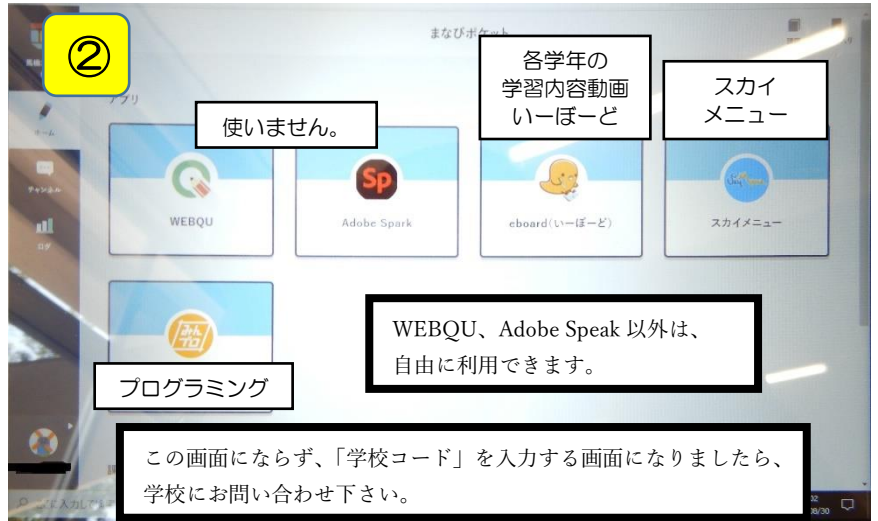 ②
まなびポケット
各学年の
学習内容動画
いーぼーど
スカイ
メニュー
アプリ
使いません。
ホーム
チャンネル
ログ
Sp
WEBQU
Adobe Spark
eboard(いーぼーど)
スカイメニュー
みん
プロ
WEBQU、Adobe Speak 以外は、
自由に利用できます。
プログラミング
この画面にならず、「学校コード」を入力する画面になりましたら、
学校にお問い合わせ下さい。